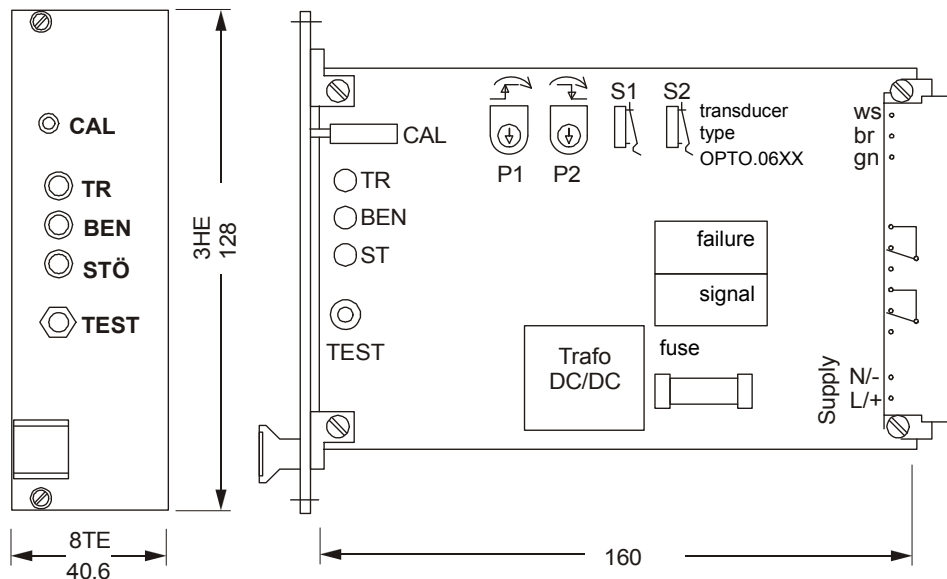 CAL
TR
BEN
STÖ
TEST
3HE
128
8TE
40.6
CAL
TR
BEN
ST
TEST
P1
P2
S1
S2
transducer
type
OPTO.06XX
ws
br
gn
failure
signal
Trafo
DC/DC
fuse
Supply
N/-
L/+
160